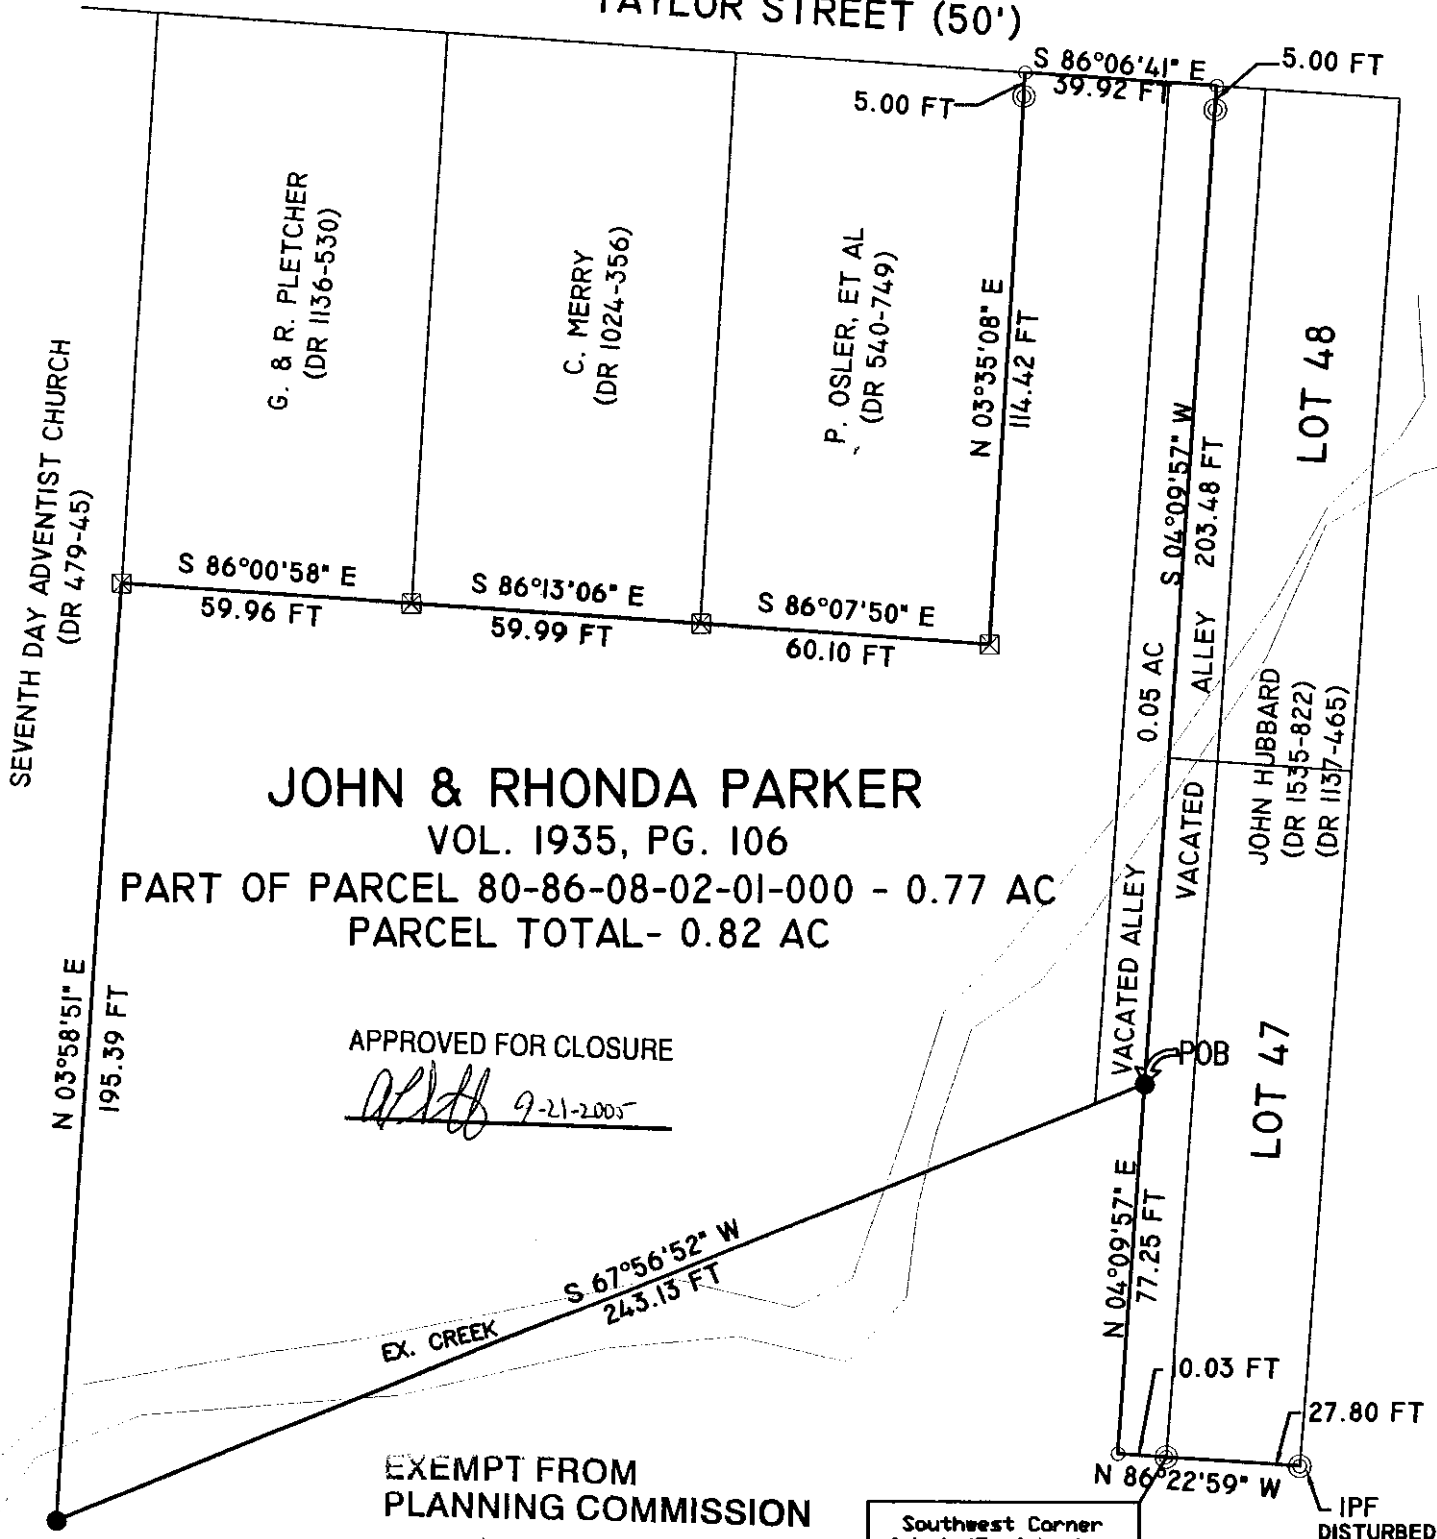 TAYLOR STREET (50')
S 86°06'41" E
39.92 FT
5.00 FT
5.00 FT
G. & R. PLETCHER
(DR 1136-530)
C. MERRY
(DR 1024-356)
P. OSLER, ET AL
(DR 540-749)
N 03°35'08" E
114.42 FT
S 04°09'57" W
203.48 FT
LOT 48
SEVENTH DAY ADVENTIST CHURCH
(DR 479-45)
S 86°00'58" E
59.96 FT
S 86°13'06" E
59.99 FT
S 86°07'50" E
60.10 FT
VACATED ALLEY 0.05 AC
VACATED ALLEY
JOHN HUBBARD
(DR 1535-822)
(DR 1137-465)
JOHN & RHONDA PARKER
VOL. 1935, PG. 106
PART OF PARCEL 80-86-08-02-01-000 - 0.77 AC
PARCEL TOTAL- 0.82 AC
N 03°58'51" E
195.39 FT
APPROVED FOR CLOSURE
9-21-2005
POB
LOT 47
S 67°56'52" W
243.13 FT
EX. CREEK
N 04°09'57" E
77.25 FT
10.03 FT
27.80 FT
N 86°22'59" W
IPF
DISTURBED
EXEMPT FROM
PLANNING COMMISSION
Southwest Corner